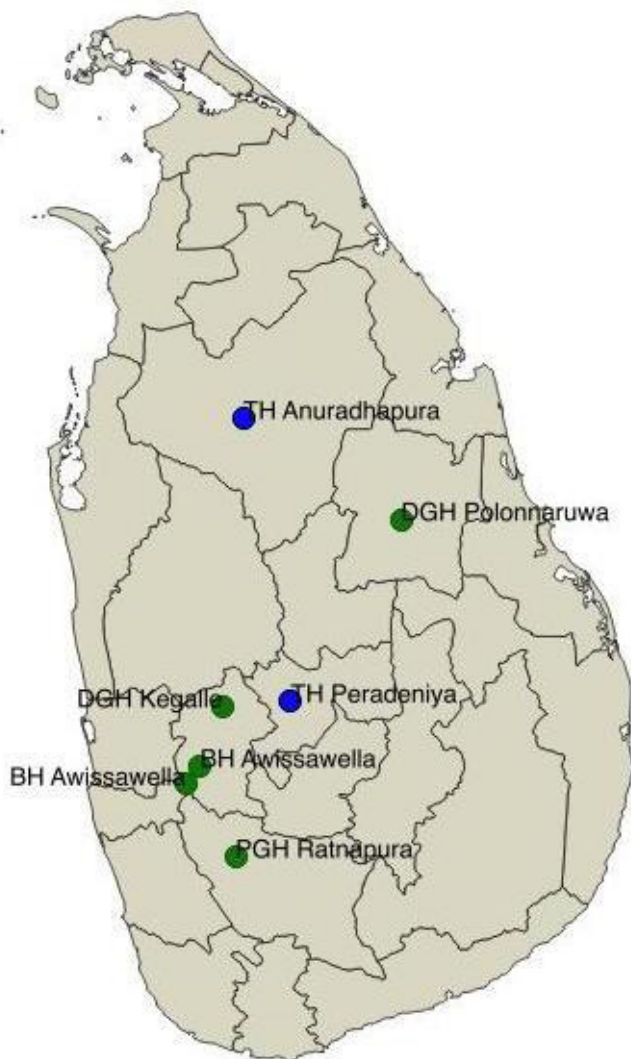 TH Anuradhapura
DGH Polonnaruwa
DGH Kegalle
TH Peradeniya
BH Awissawella
BH Awissawella
PGH Ratnapura